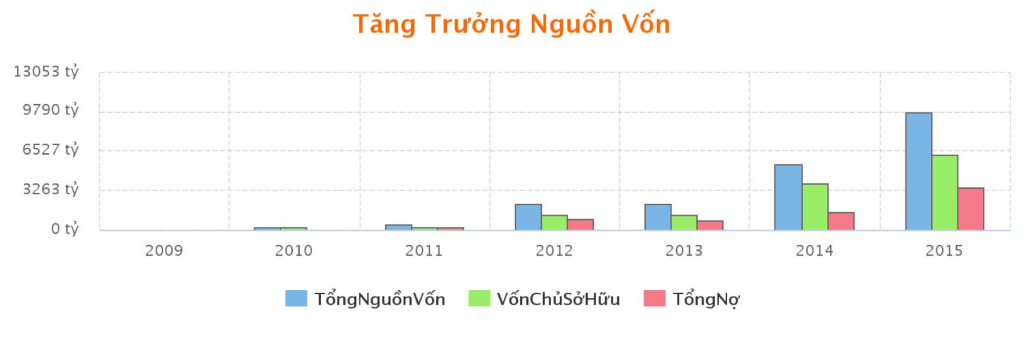 Tăng Trưởng Nguồn Vốn
13053 tỷ
9790 tỷ
6527 tỷ
3263 tỷ
0 tỷ
2009 2010 2011 2012 2013 2014 2015
TổngNguồnVốn VốnChủSởHữu TổngNợ